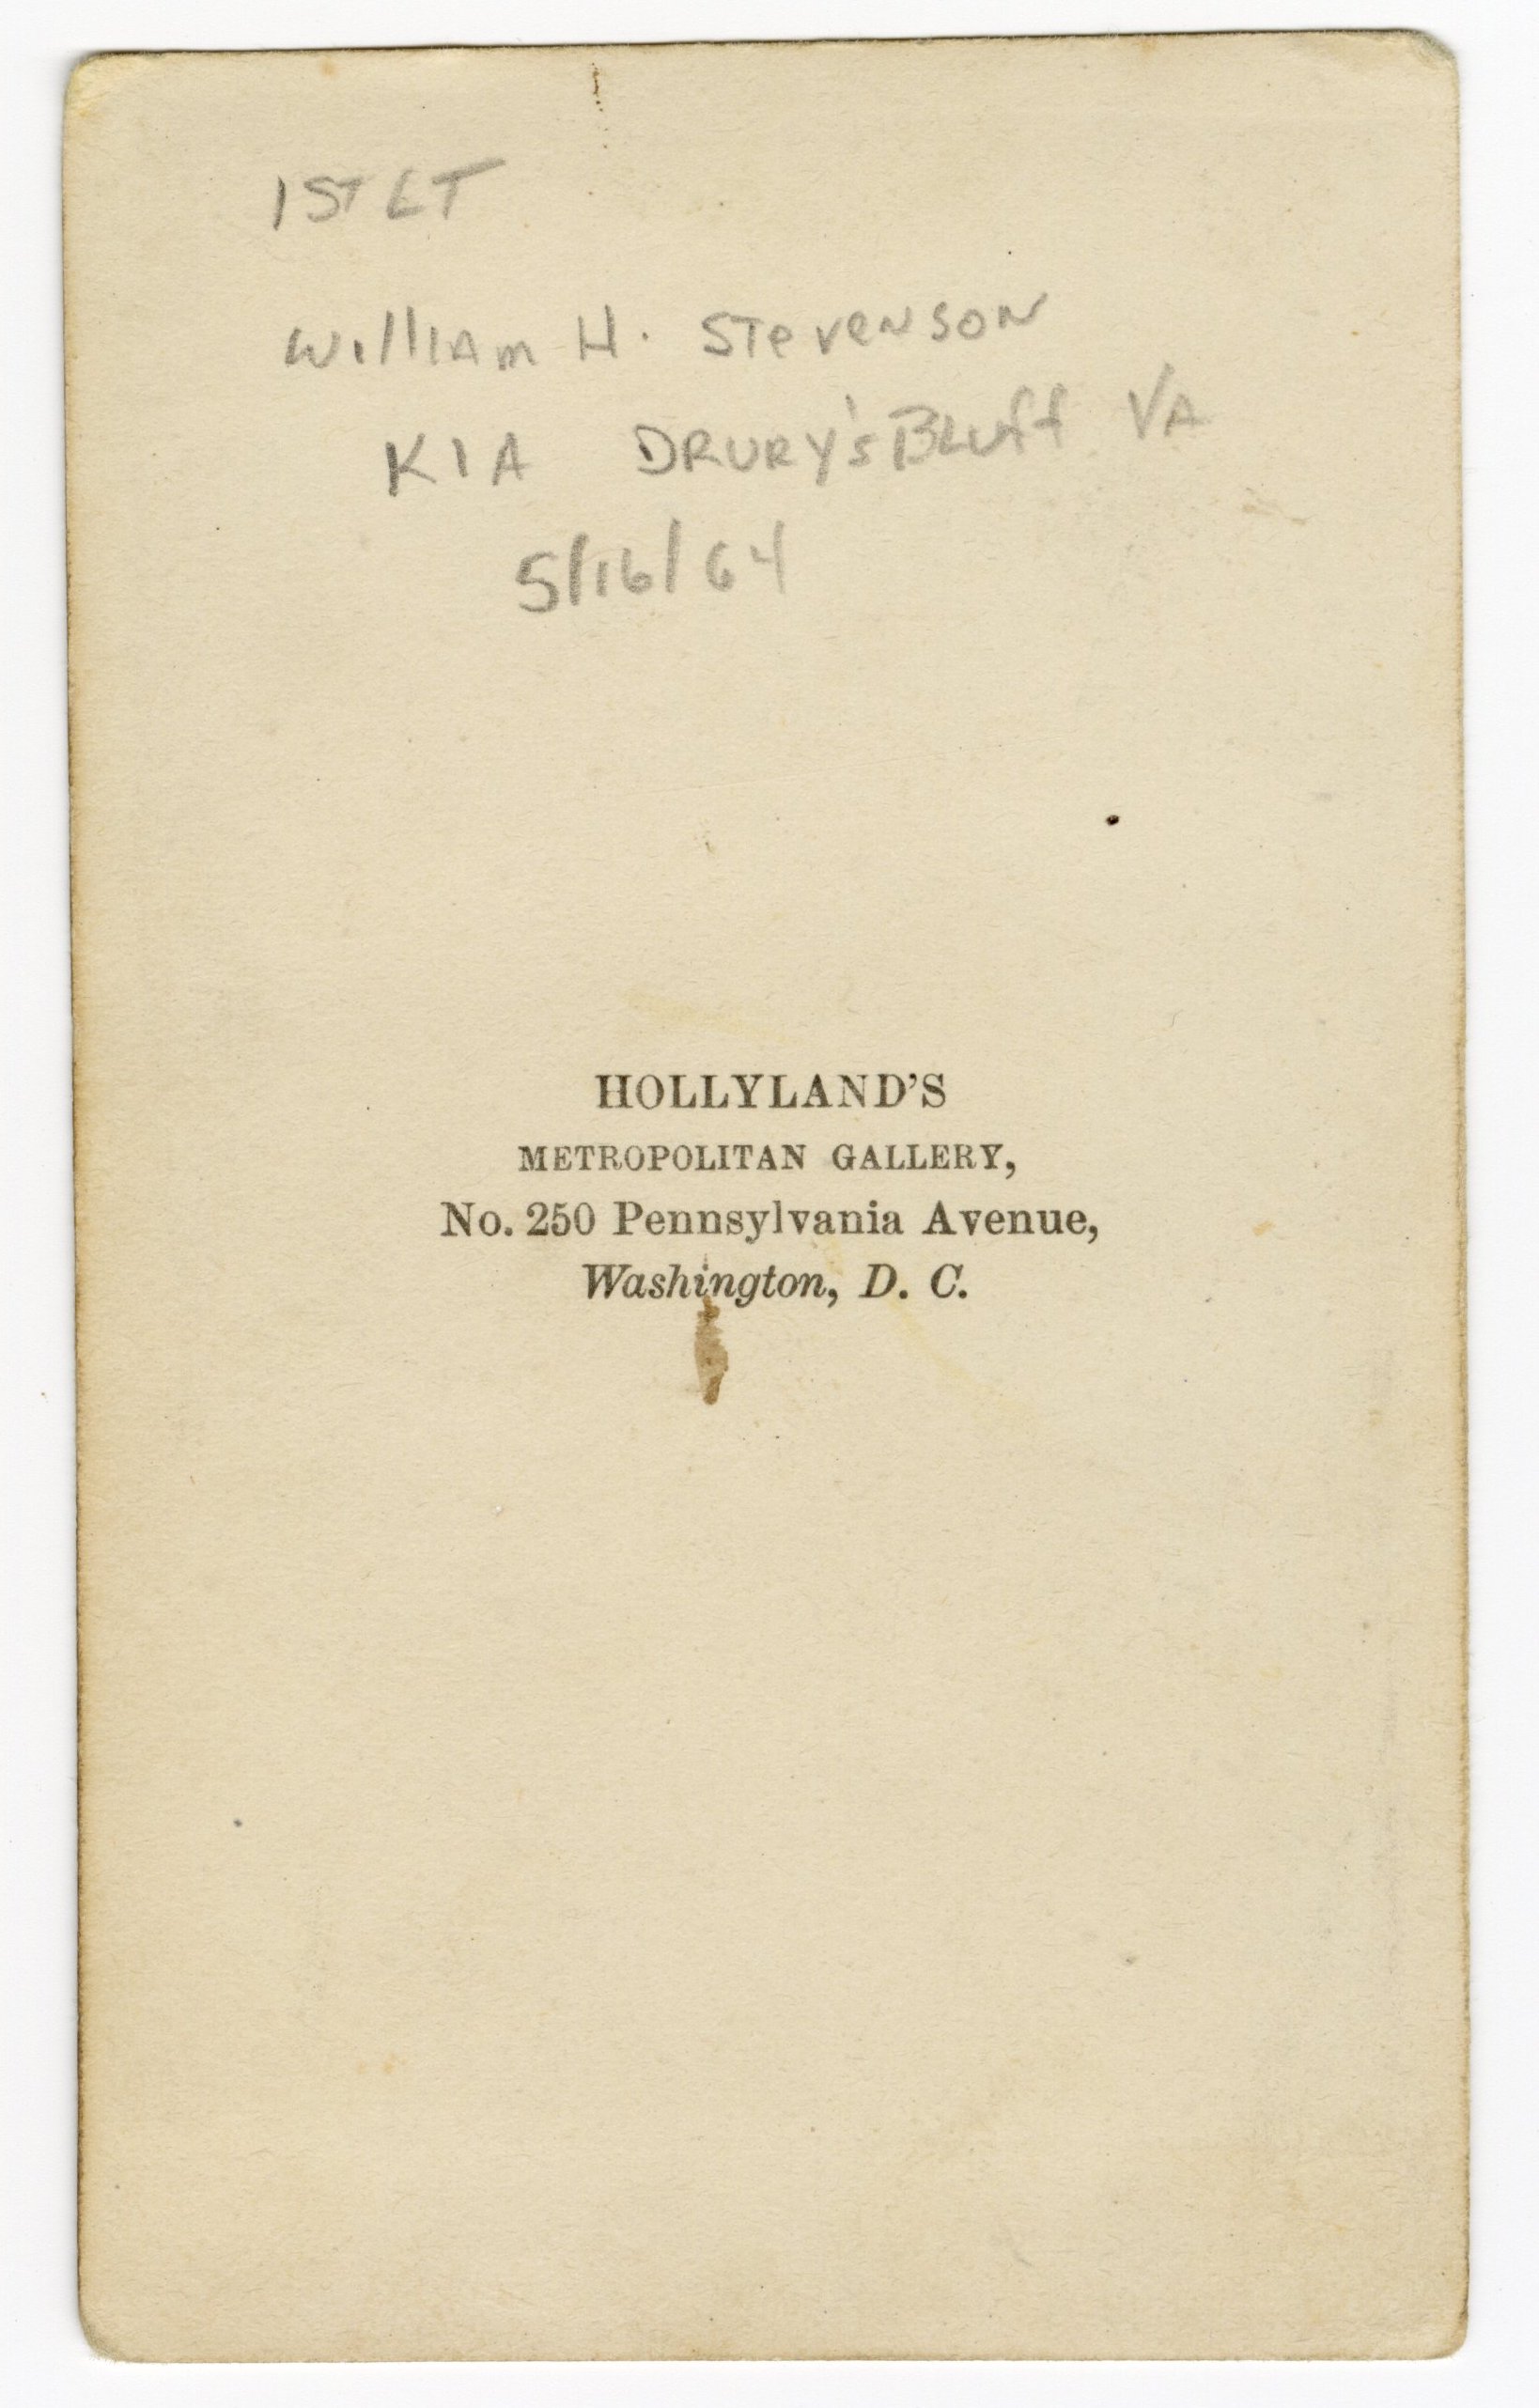 1ST LT
William H. Stevenson
KIA DRURY's Bluff VA
5/16/64
HOLLYLAND'S
METROPOLITAN GALLERY,
No. 250 Pennsylvania Avenue,
Washington, D. C.